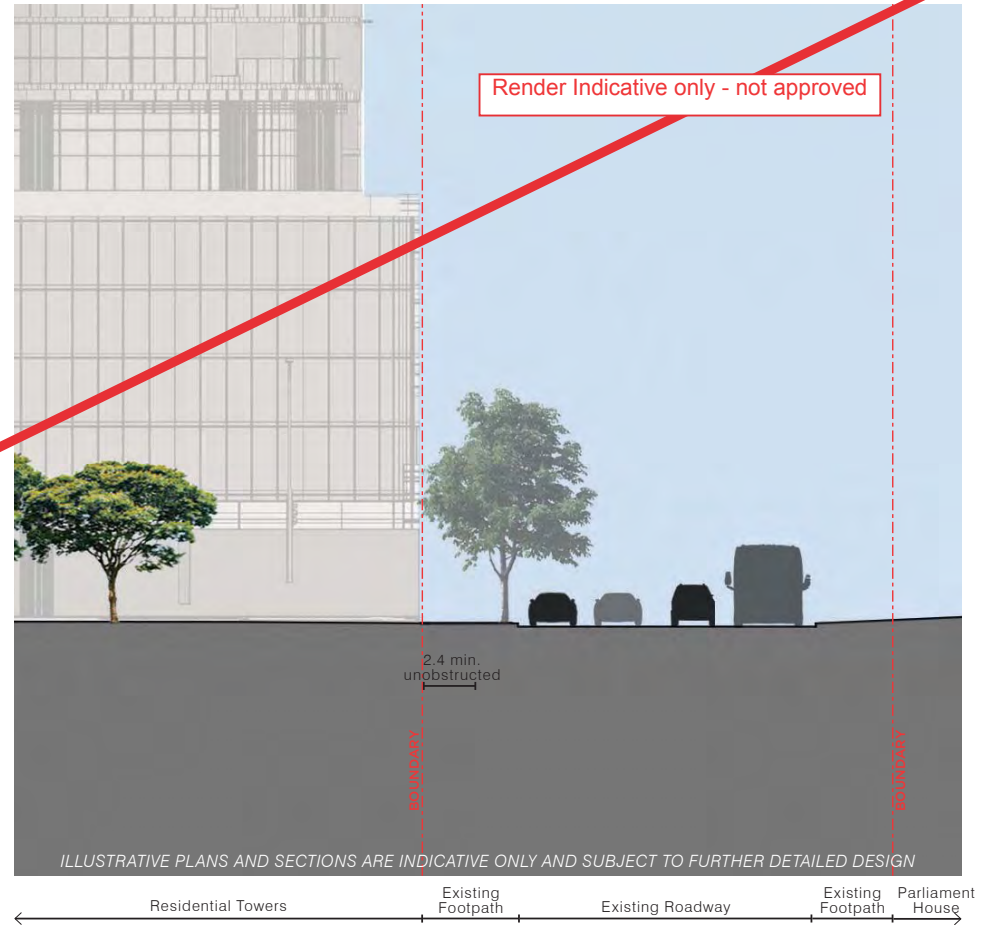 Render Indicative only - not approved
2.4 min.
unobstructed
BOUNDARY
BOUNDARY
ILLUSTRATIVE PLANS AND SECTIONS ARE INDICATIVE ONLY AND SUBJECT TO FURTHER DETAILED DESIGN
Residential Towers
Existing
Footpath
Existing Roadway
Existing
Footpath
Parliament
House